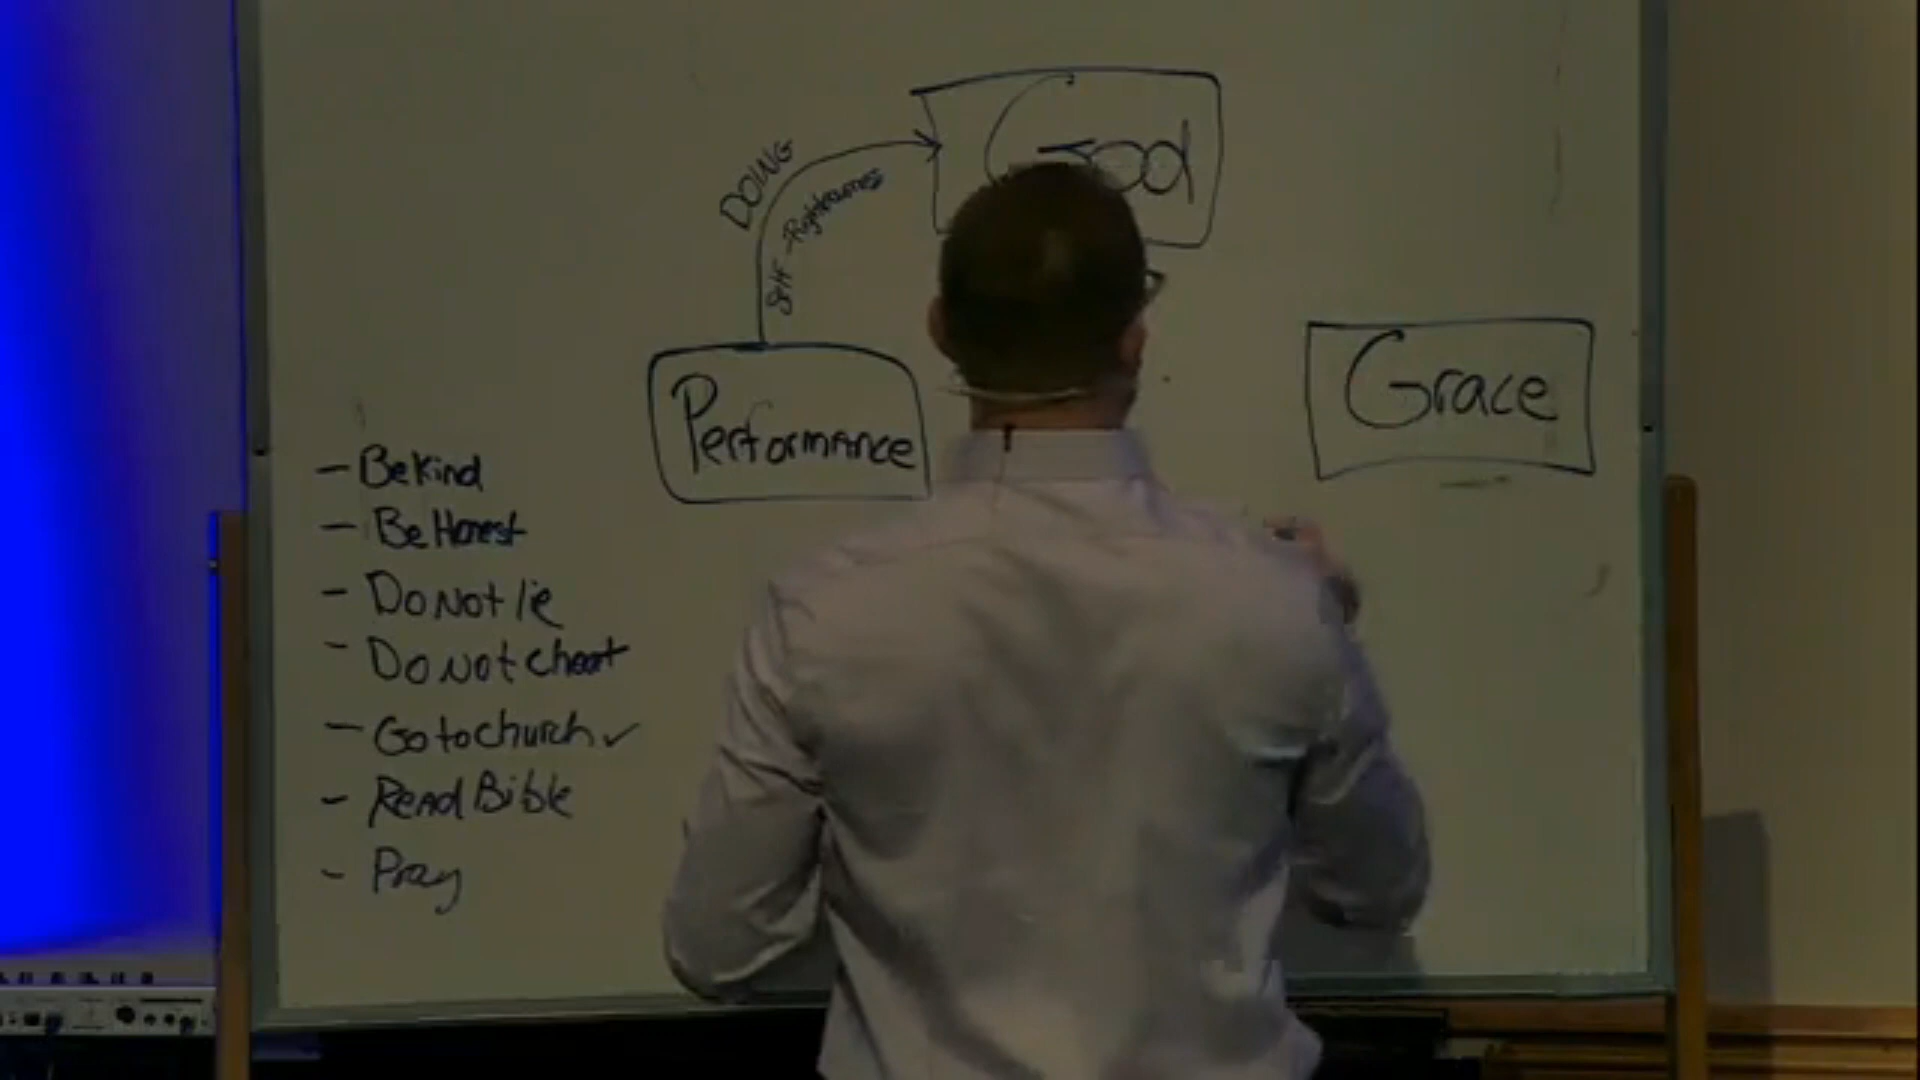 God
DOING
Self-Righteousness
Performance
Grace
- Be Kind
- Be Honest
- Do Not lie
- Do Not cheat
- Go to church ✓
- Read Bible
- Pray